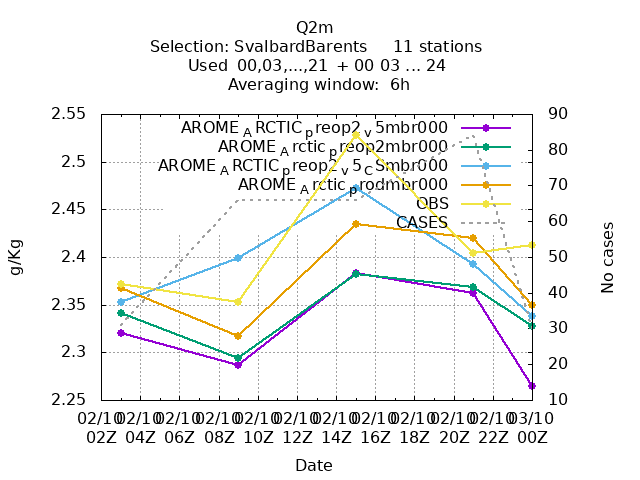 Q2m
Selection: SvalbardBarents     11 stations
Used  00,03,...,21  + 00 03 ... 24
Averaging window:  6h
2.55
2.5
2.45
2.4
2.35
2.3
2.25
90
80
70
60
50
40
30
20
10
g/Kg
No cases
AROME_ARCTIC_preop2_v5mbr000
AROME_Arctic_preop2mbr000
AROME_ARCTIC_preop2_v5_CSmbr000
AROME_Arctic_prodmbr000
OBS
CASES
02/10 02/10 02/10 02/10 02/10 02/10 02/10 02/10 02/10 02/10 02/10 03/10
02Z 04Z 06Z 08Z 10Z 12Z 14Z 16Z 18Z 20Z 22Z 00Z
Date